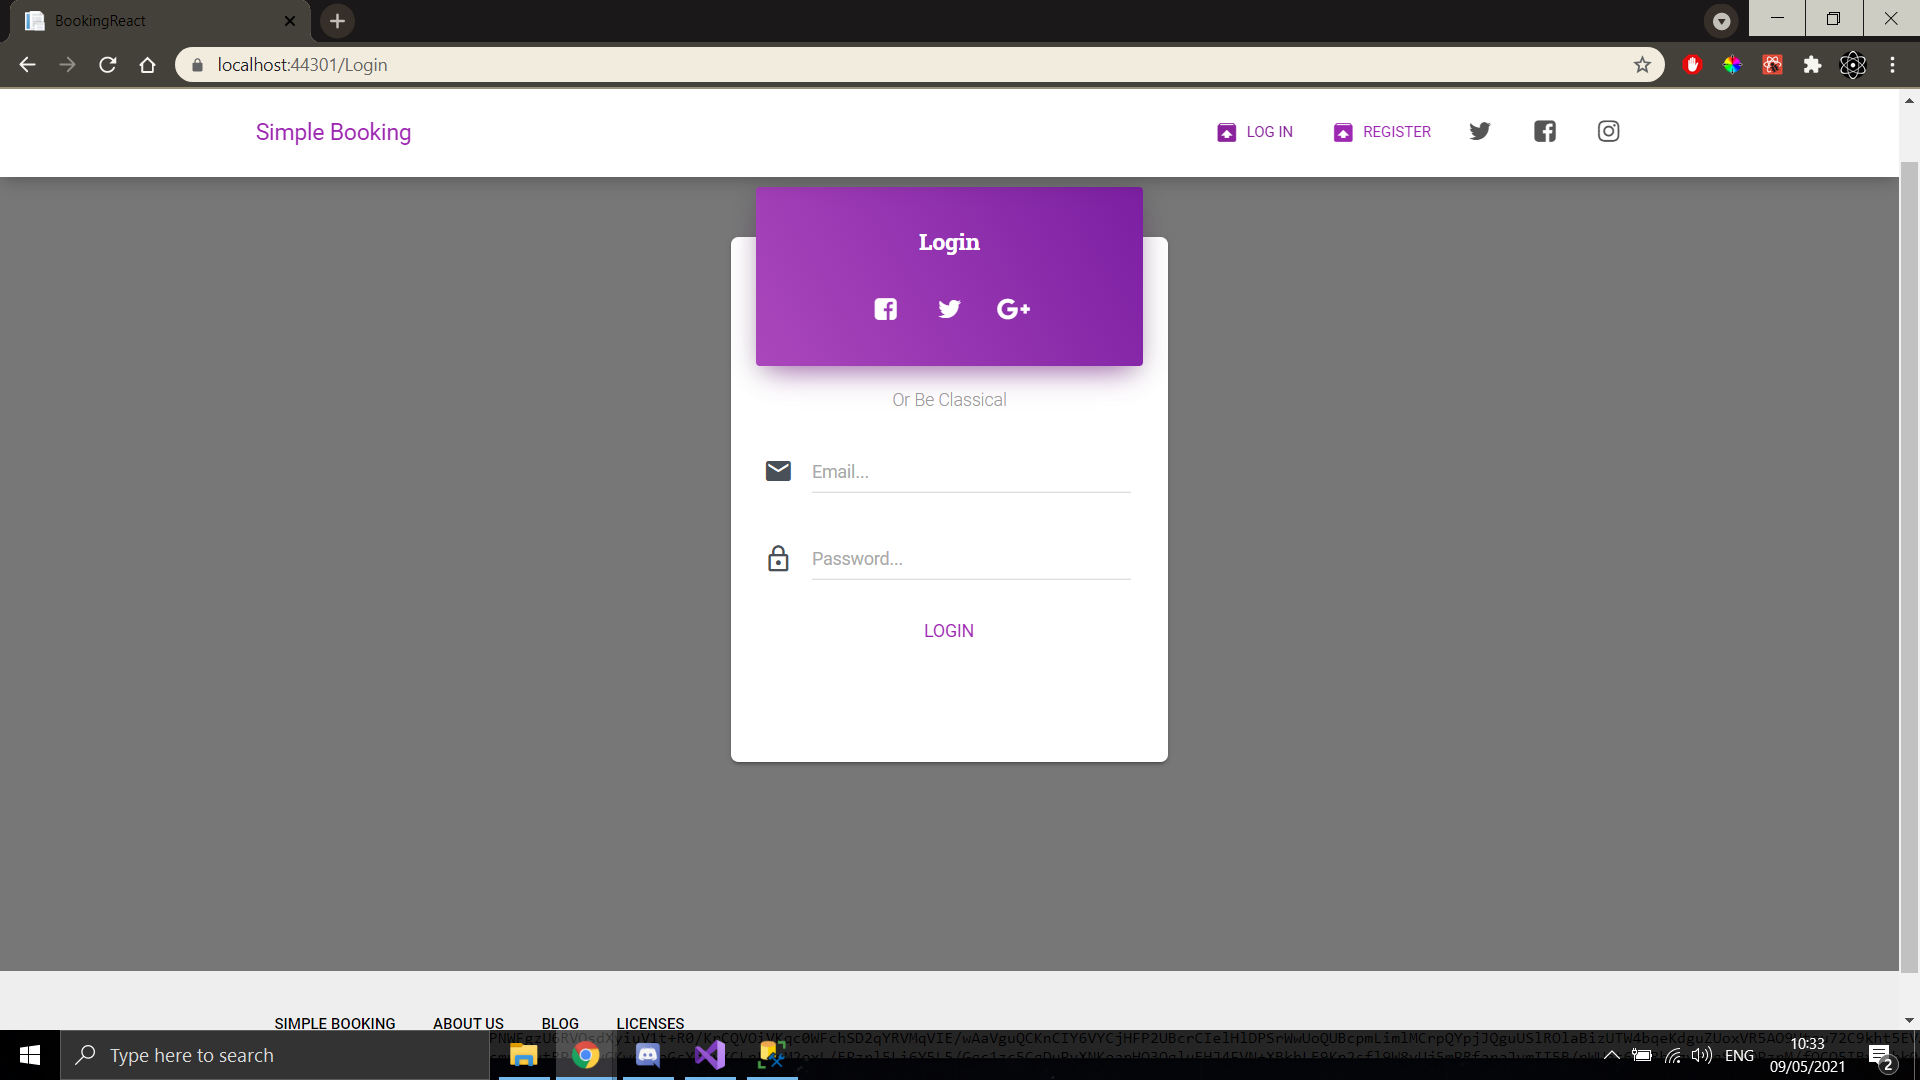 BookingReact
localhost:44301/Login
Simple Booking
LOG IN
REGISTER
Login
Or Be Classical
Email...
Password...
LOGIN
SIMPLE BOOKING
ABOUT US
BLOG
LICENSES
Type here to search
ENG
10:33
09/05/2021
2